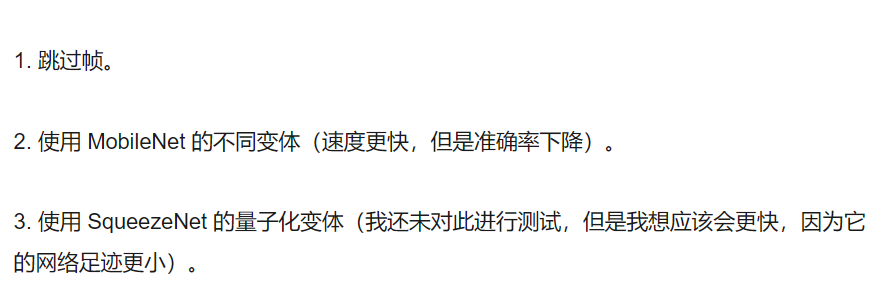 1. 跳过帧。
2. 使用 MobileNet 的不同变体（速度更快，但是准确率下降）。
3. 使用 SqueezeNet 的量子化变体（我还未对此进行测试，但是我想应该会更快，因为它
的网络足迹更小）。